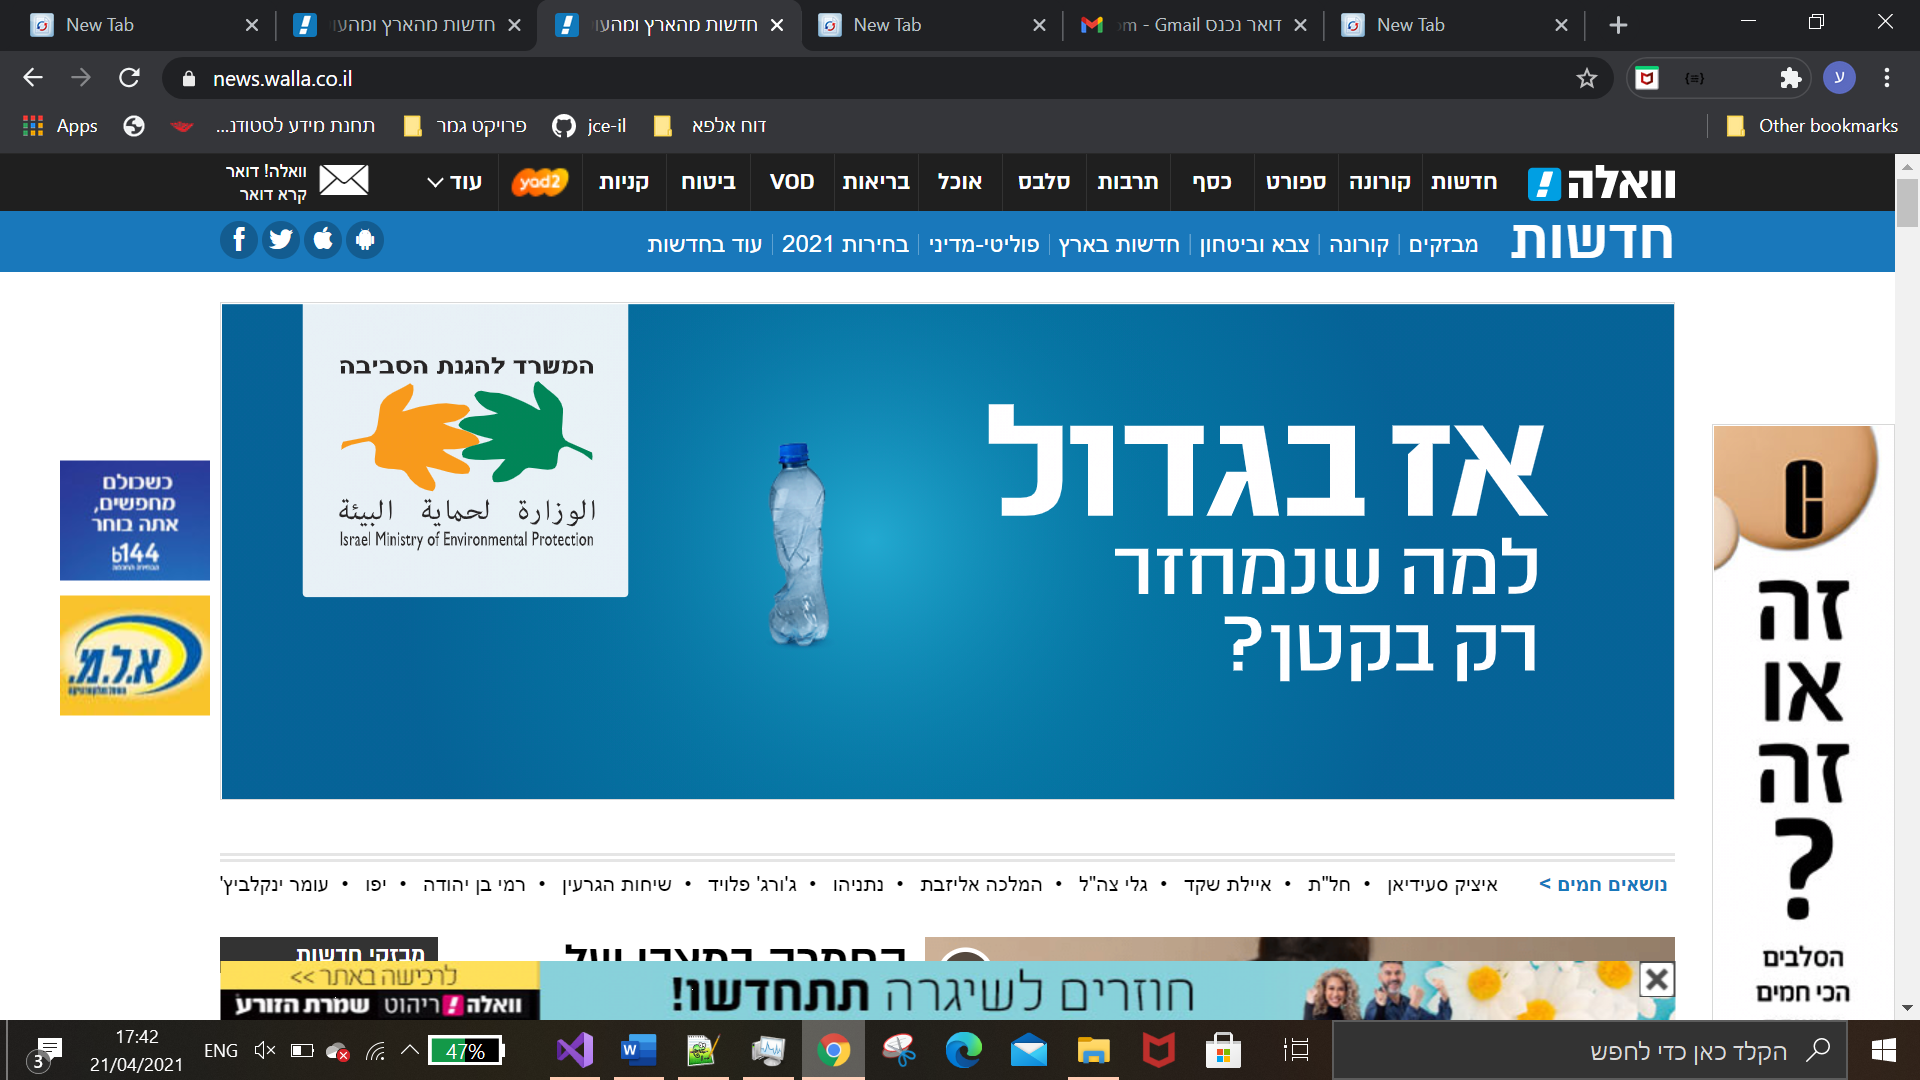 New Tab
חדשות מהארץ ומהעו
חדשות מהארץ ומהעו
New Tab
דואר נכנס - Gmail
New Tab
news.walla.co.il
ע
Apps
תחנת מידע לסטודנ...
פרויקט גמר
jce-il
דוח אלפא
Other bookmarks
וואלה!
חדשות
קורונה
ספורט
כסף
תרבות
סלבס
אוכל
בריאות
VOD
ביטוח
קניות
yad2
עוד
וואלה! דואר
קרא דואר
חדשות
מבזקים | קורונה | צבא וביטחון | חדשות בארץ | פוליטי-מדיני | בחירות 2021 | עוד בחדשות
המשרד להגנת הסביבה
الوزارة لحماية البيئة
Israel Ministry of Environmental Protection
אז בגדול
למה שנמחזר
רק בקטן?
כשכולם
מחפשים,
אתה בוחר
b144
א.ל.מ.
זה
או
זה
?
הסלבים
הכי חמים
נושאים חמים >
איציק סעידיאן • חל"ת • איילת שקד • גלי צה"ל • המלכה אליזבת • נתניהו • ג'ורג' פלויד • שיחות הגרעין • רמי בן יהודה • יפו • עומר ינקלביץ'
מבזקי חדשות
חוזרים לשיגרה תתחדשו!
לרכישה באתר >>
וואלה! ריהוט שמרת הזורע
3
17:42
21/04/2021
ENG
47%
הקלד כאן כדי לחפש